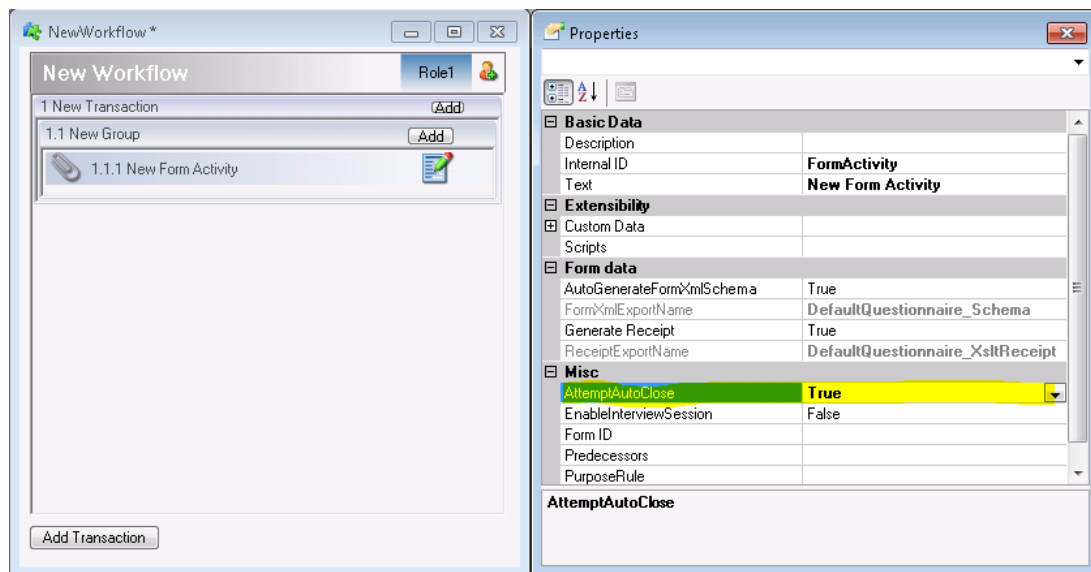 NewWorkflow *
New Workflow
Role1
1 New Transaction
Add
1.1 New Group
Add
1.1.1 New Form Activity
Add Transaction
Properties
Basic Data
Description
Internal ID FormActivity
Text New Form Activity
Extensibility
Custom Data
Scripts
Form data
AutoGenerateFormXmlSchema True
FormXmlExportName DefaultQuestionnaire_Schema
Generate Receipt True
ReceiptExportName DefaultQuestionnaire_XsltReceipt
Misc
AttemptAutoClose True
EnableInterviewSession False
Form ID
Predecessors
PurposeRule
AttemptAutoClose